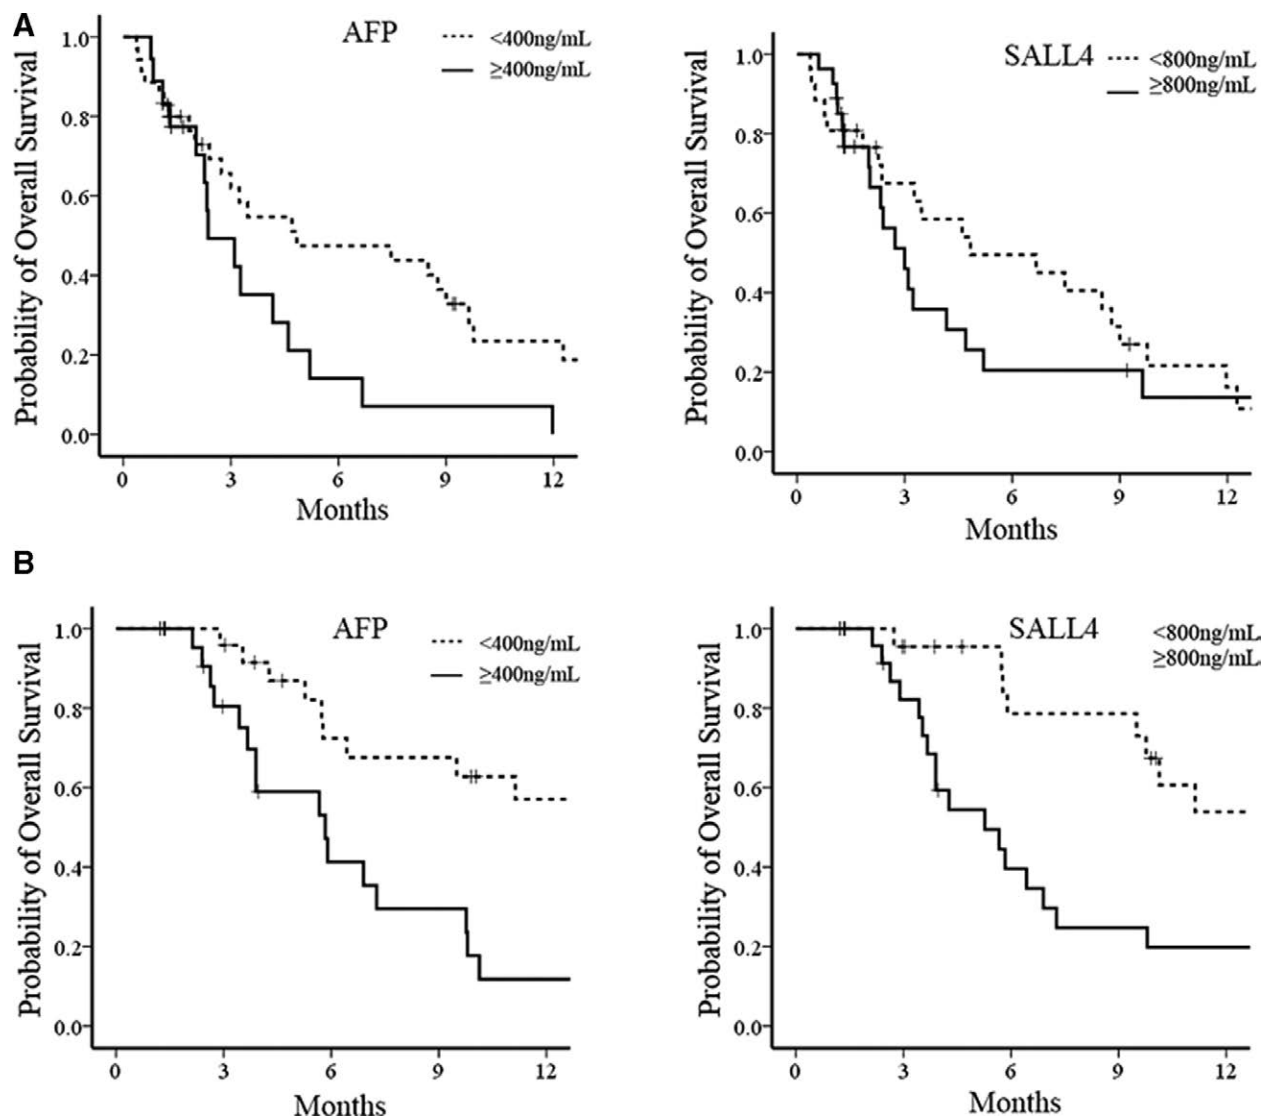 A
AFP
<400ng/mL
≥400ng/mL
Probability of Overall Survival
1.0
0.8
0.6
0.4
0.2
0.0
0 3 6 9 12
Months
SALL4
<800ng/mL
≥800ng/mL
Probability of Overall Survival
1.0
0.8
0.6
0.4
0.2
0.0
0 3 6 9 12
Months
B
AFP
<400ng/mL
≥400ng/mL
Probability of Overall Survival
1.0
0.8
0.6
0.4
0.2
0.0
0 3 6 9 12
Months
SALL4
<800ng/mL
≥800ng/mL
Probability of Overall Survival
1.0
0.8
0.6
0.4
0.2
0.0
0 3 6 9 12
Months